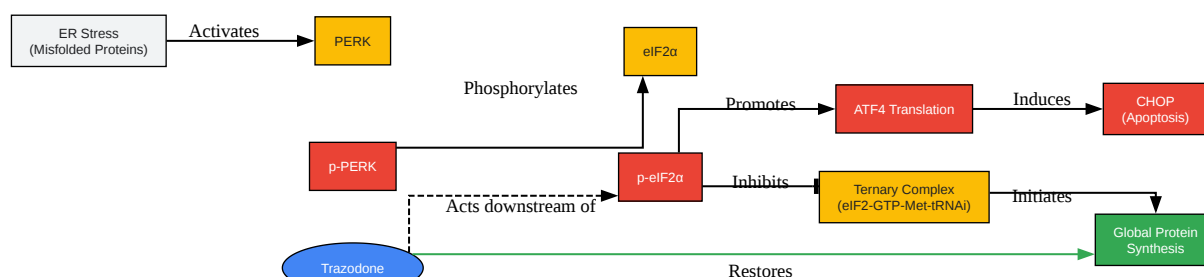 ER Stress
(Misfolded Proteins)
Activates
PERK
eIF2α
Phosphorylates
Promotes
ATF4 Translation
Induces
CHOP
(Apoptosis)
p-PERK
p-eIF2α
Inhibits
Ternary Complex
(eIF2-GTP-Met-tRNAi)
Initiates
Acts downstream of
Global Protein
Synthesis
Trazodone
Restores